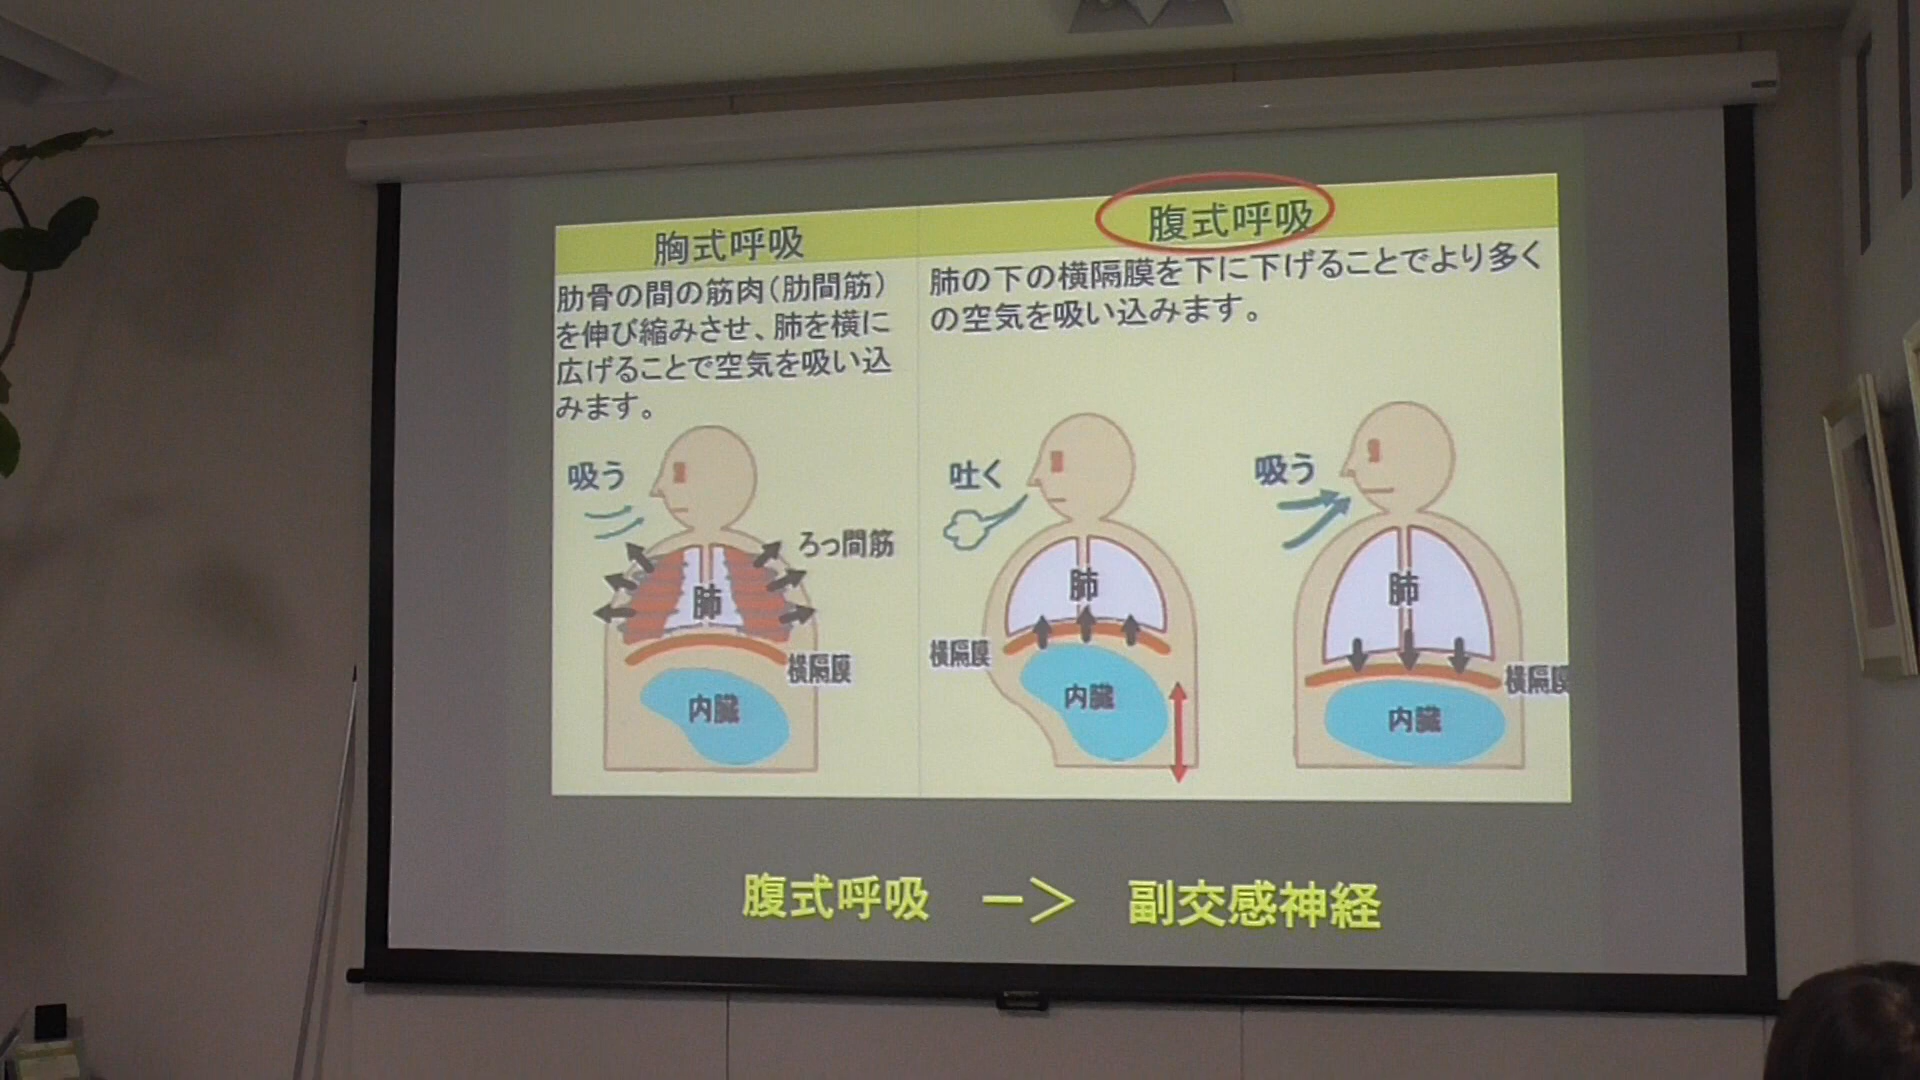 胸式呼吸
肋骨の間の筋肉(肋間筋)
を伸び縮みさせ、肺を横に
広げることで空気を吸い込
みます。
吸う
ろっ間筋
肺
横隔膜
内臓
腹式呼吸
肺の下の横隔膜を下に下げることでより多く
の空気を吸い込みます。
吐く
肺
横隔膜
内臓
吸う
肺
横隔膜
内臓
腹式呼吸 ー> 副交感神経